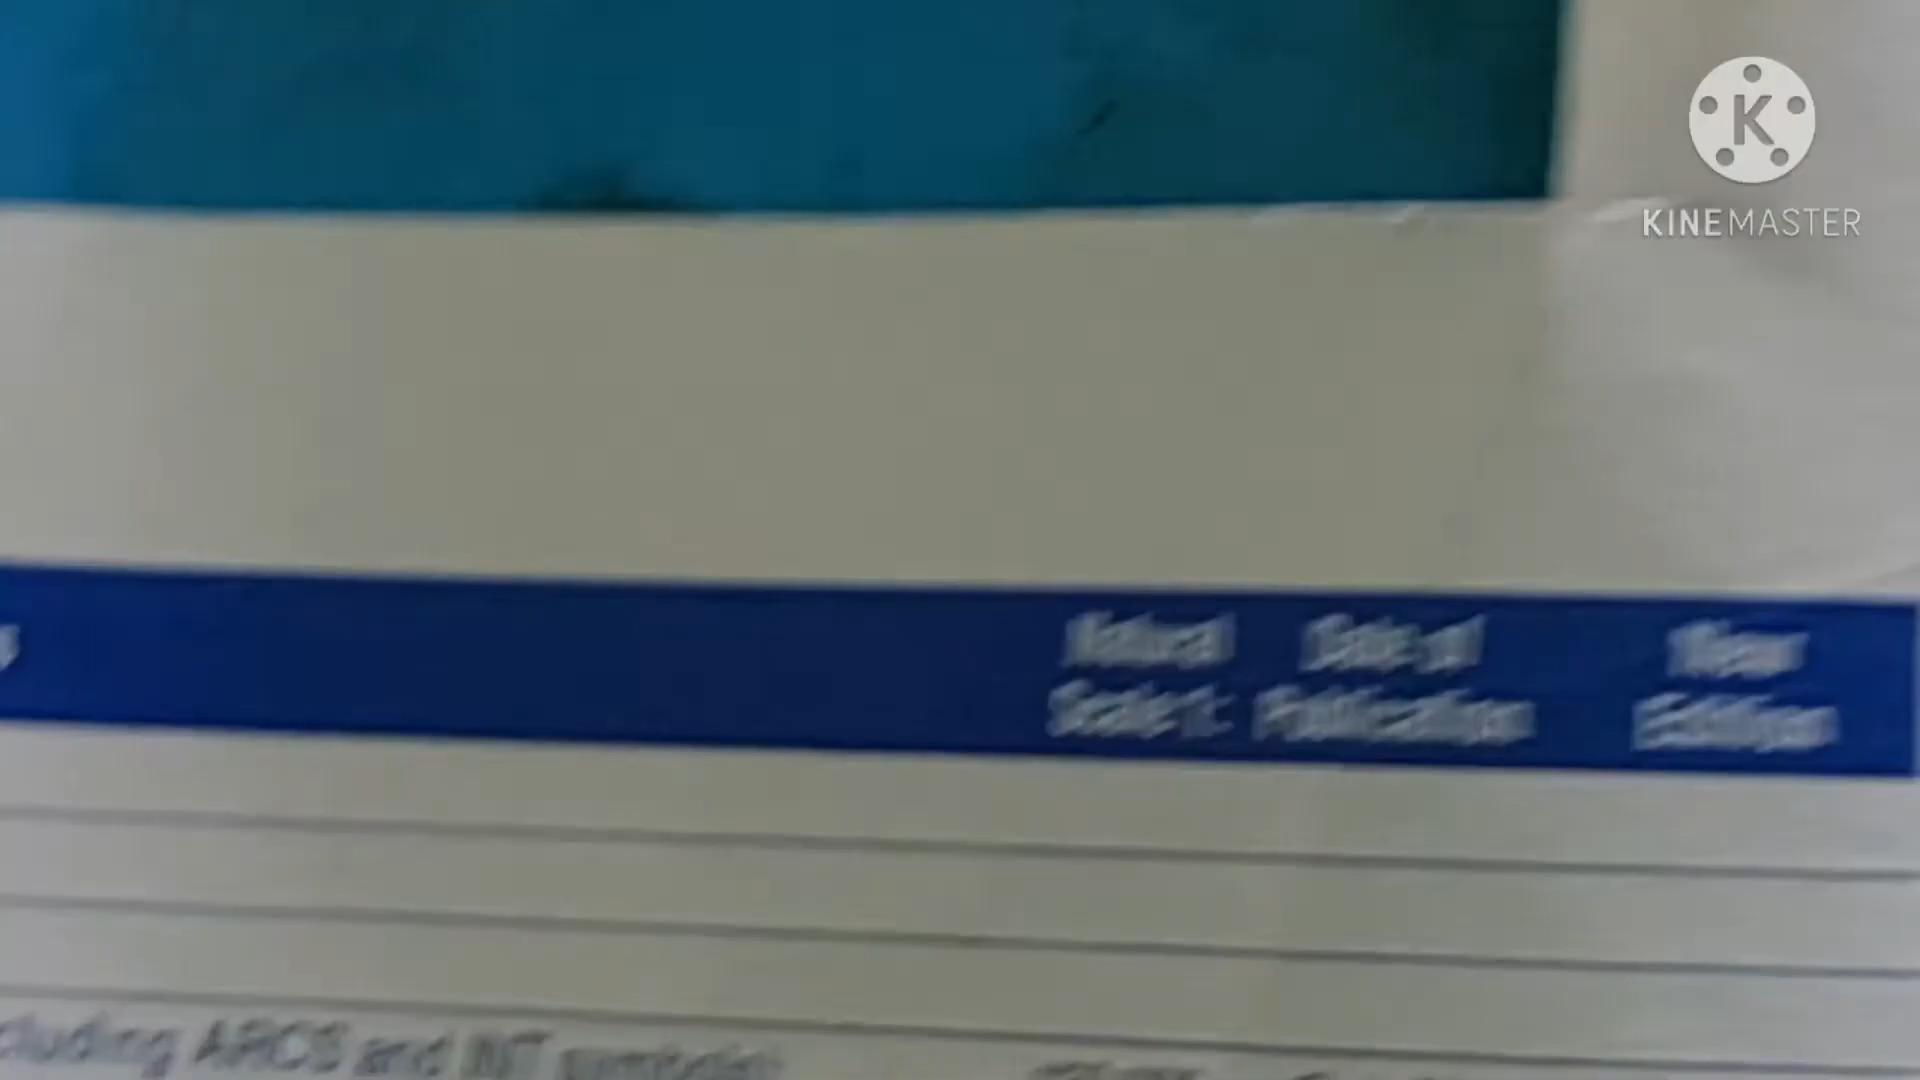 K
KINEMASTER
Natural Date of New
Scale 1: Publication Edition
cluding ARCS and INT symbols)